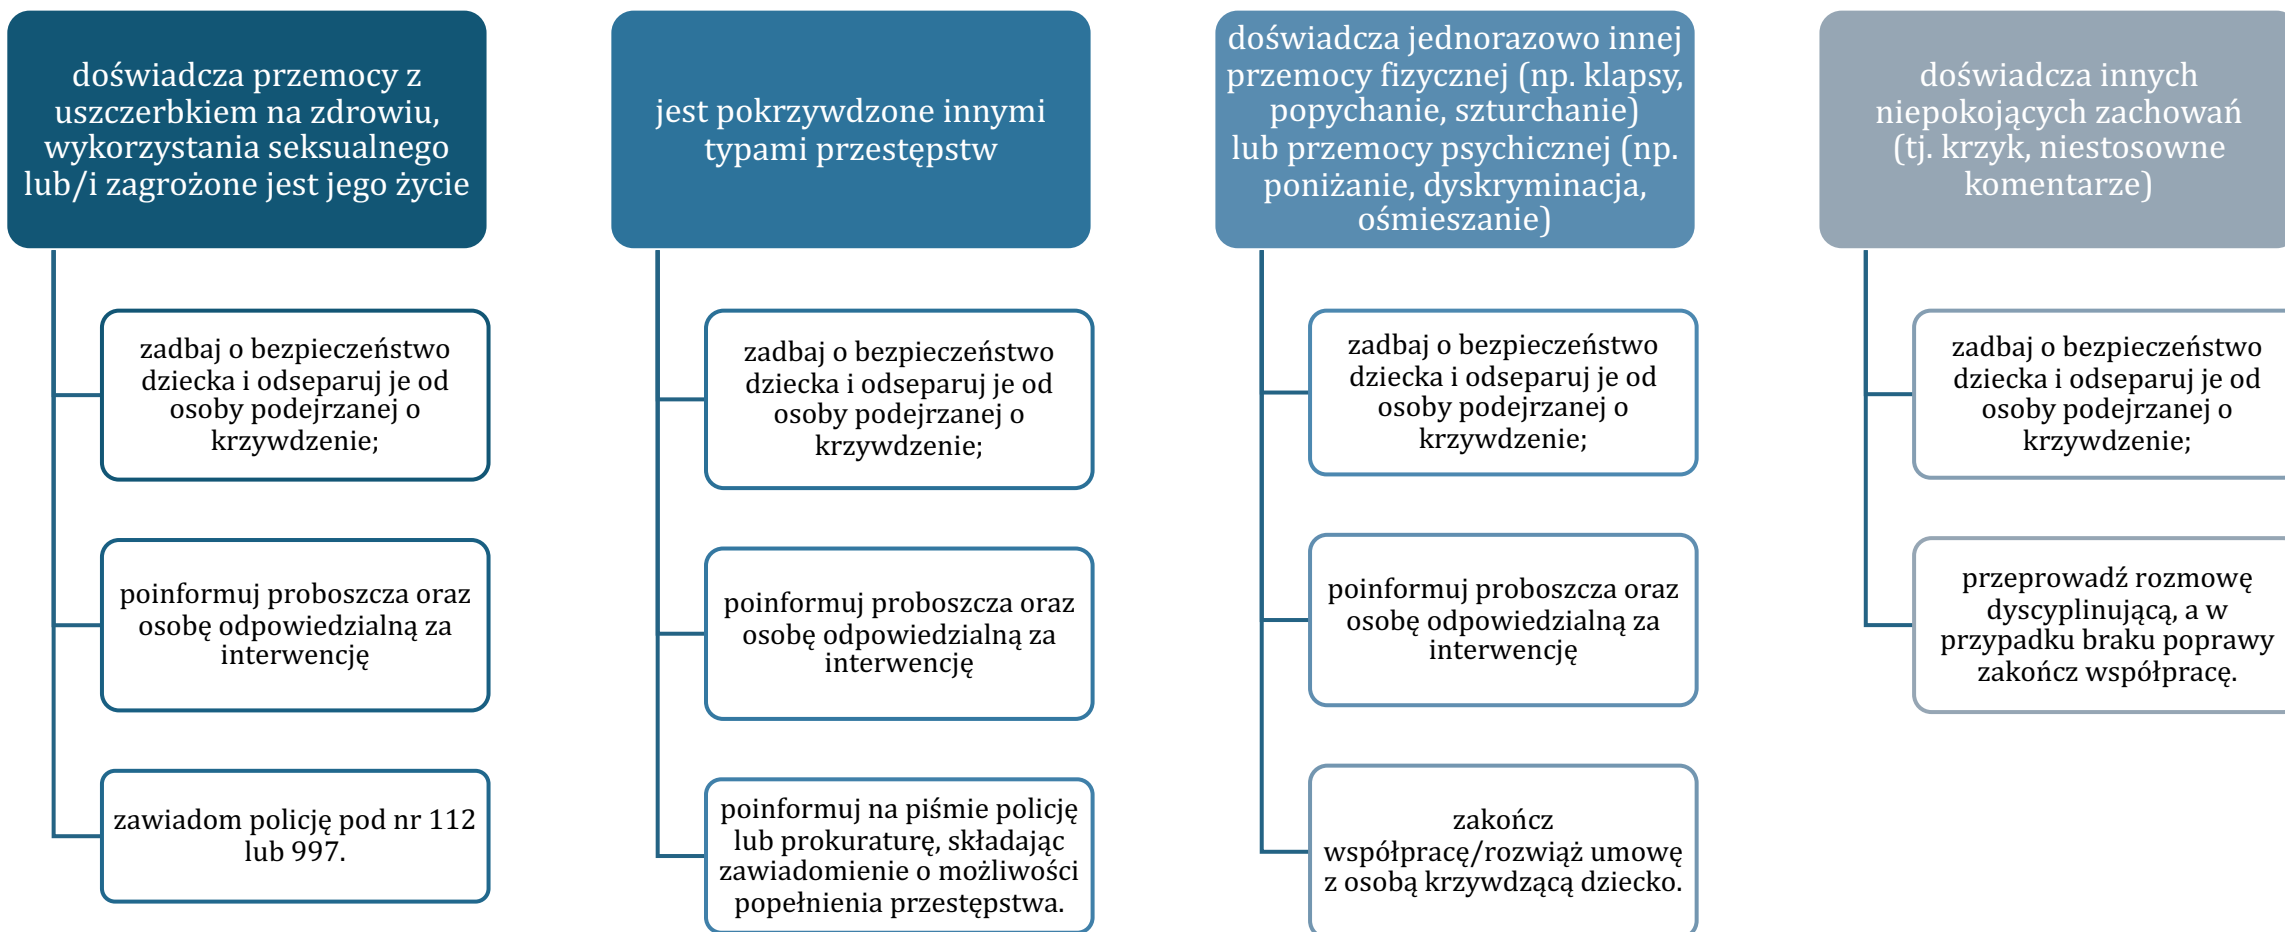 doświadcza przemocy z
uszczerbkiem na zdrowiu,
wykorzystania seksualnego
lub/i zagrożone jest jego życie
zadbaj o bezpieczeństwo
dziecka i odseparuj je od
osoby podejrzanej o
krzywdzenie;
poinformuj proboszcza oraz
osobę odpowiedzialną za
interwencję
zawiadom policję pod nr 112
lub 997.
jest pokrzywdzone innymi
typami przestępstw
zadbaj o bezpieczeństwo
dziecka i odseparuj je od
osoby podejrzanej o
krzywdzenie;
poinformuj proboszcza oraz
osobę odpowiedzialną za
interwencję
poinformuj na piśmie policję
lub prokuraturę, składając
zawiadomienie o możliwości
popełnienia przestępstwa.
doświadcza jednorazowo innej
przemocy fizycznej (np. klapsy,
popychanie, szturchanie)
lub przemocy psychicznej (np.
poniżanie, dyskryminacja,
ośmieszanie)
zadbaj o bezpieczeństwo
dziecka i odseparuj je od
osoby podejrzanej o
krzywdzenie;
poinformuj proboszcza oraz
osobę odpowiedzialną za
interwencję
zakończ
współpracę/rozwiąż umowę
z osobą krzywdzącą dziecko.
doświadcza innych
niepokojących zachowań
(tj. krzyk, niestosowne
komentarze)
zadbaj o bezpieczeństwo
dziecka i odseparuj je od
osoby podejrzanej o
krzywdzenie;
przeprowadź rozmowę
dyscyplinującą, a w
przypadku braku poprawy
zakończ współpracę.